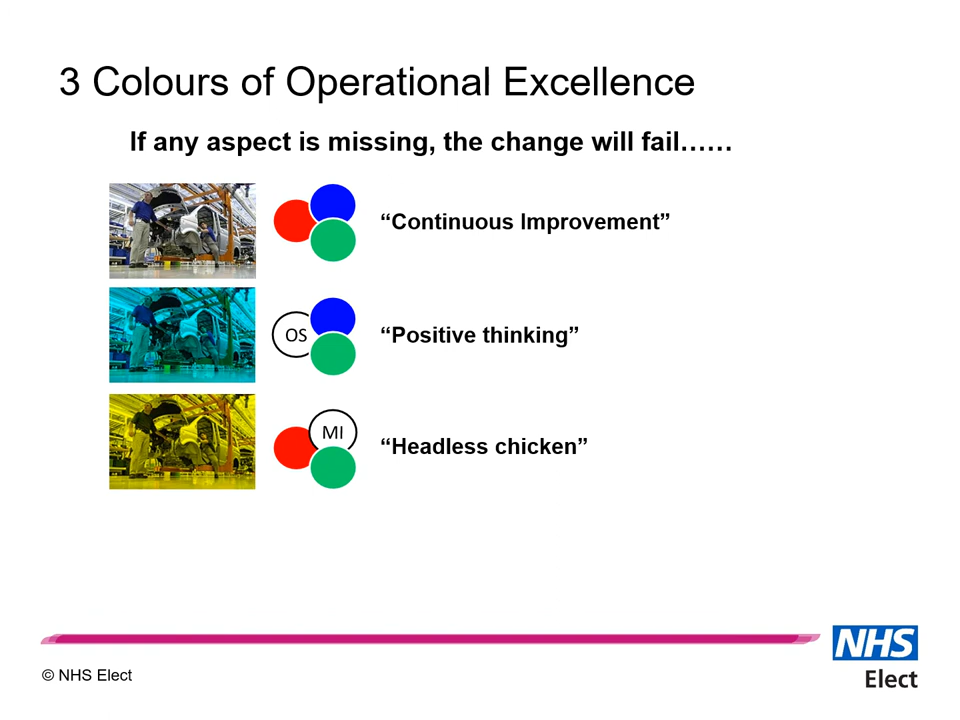 3 Colours of Operational Excellence
If any aspect is missing, the change will fail……
“Continuous Improvement”
OS
“Positive thinking”
MI
“Headless chicken”
NHS
Elect
© NHS Elect